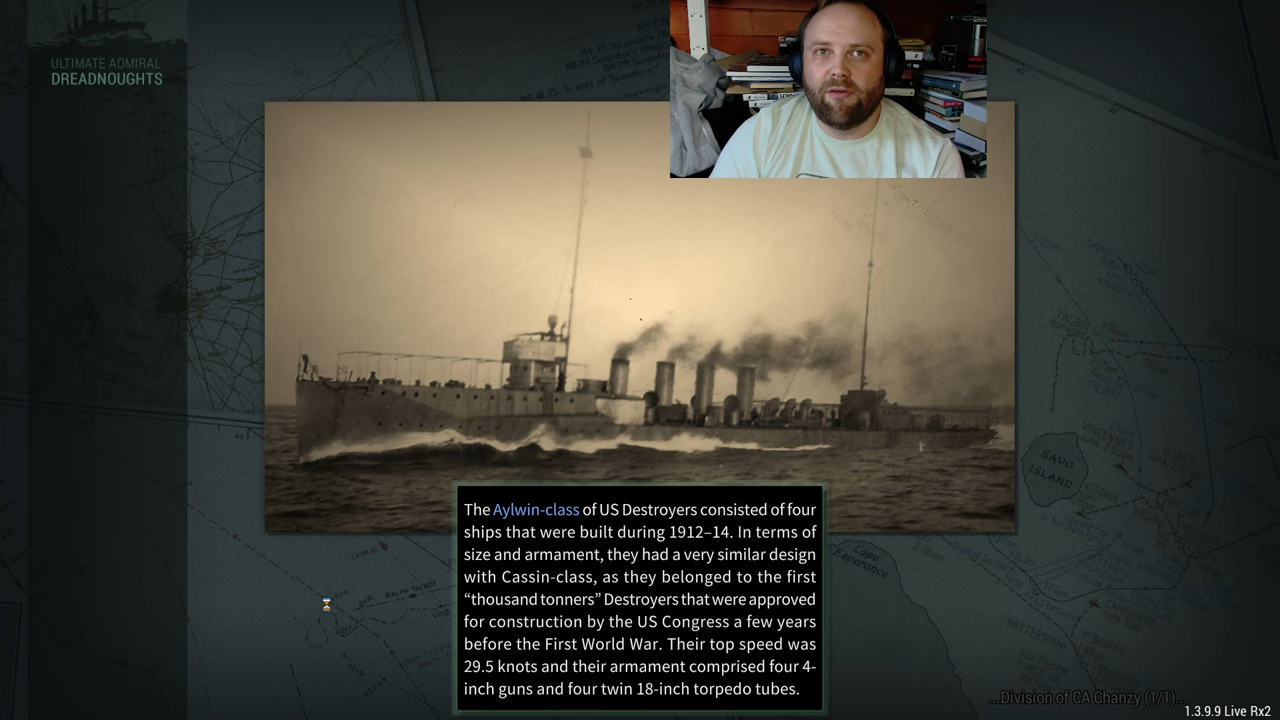 ULTIMATE ADMIRAL
DREADNOUGHTS
The Aylwin-class of US Destroyers consisted of four
ships that were built during 1912–14. In terms of
size and armament, they had a very similar design
with Cassin-class, as they belonged to the first
“thousand tonners” Destroyers that were approved
for construction by the US Congress a few years
before the First World War. Their top speed was
29.5 knots and their armament comprised four 4-
inch guns and four twin 18-inch torpedo tubes.
SAVO
ISLAND
Cape
Esperance
RALPH TALBOT
...Division of CA Chanzy (1/1)...
1.3.9.9 Live Rx2